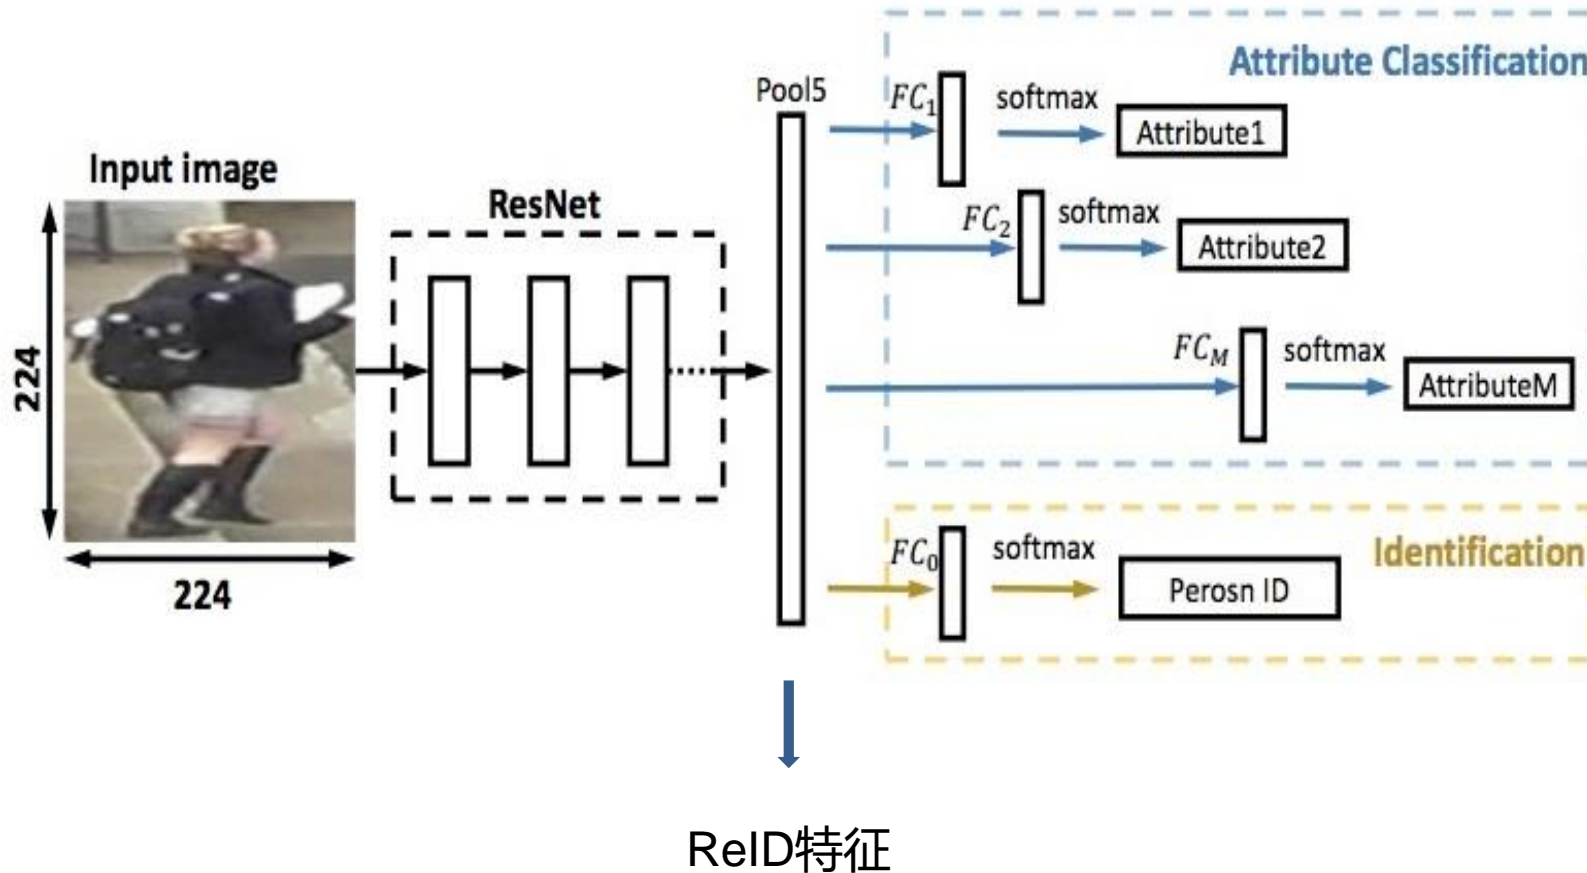 Attribute Classification
Pool5
FC₁
softmax
Attribute1
Input image
ResNet
FC₂
softmax
Attribute2
224
FC_M
softmax
AttributeM
224
FC₀
softmax
Identification
Perosn ID
ReID特征